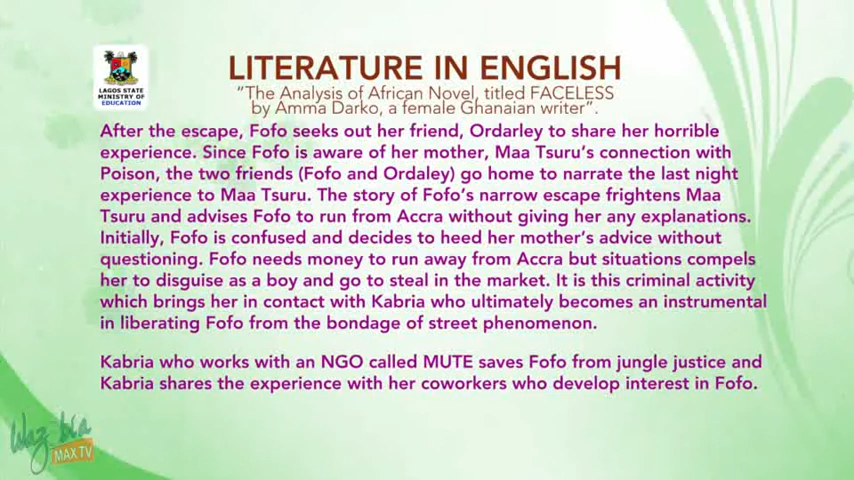 LAGOS STATE
MINISTRY OF
EDUCATION
LITERATURE IN ENGLISH
"The Analysis of African Novel, titled FACELESS
by Amma Darko, a female Ghanaian writer".
After the escape, Fofo seeks out her friend, Ordarley to share her horrible
experience. Since Fofo is aware of her mother, Maa Tsuru's connection with
Poison, the two friends (Fofo and Ordaley) go home to narrate the last night
experience to Maa Tsuru. The story of Fofo's narrow escape frightens Maa
Tsuru and advises Fofo to run from Accra without giving her any explanations.
Initially, Fofo is confused and decides to heed her mother's advice without
questioning. Fofo needs money to run away from Accra but situations compels
her to disguise as a boy and go to steal in the market. It is this criminal activity
which brings her in contact with Kabria who ultimately becomes an instrumental
in liberating Fofo from the bondage of street phenomenon.
Kabria who works with an NGO called MUTE saves Fofo from jungle justice and
Kabria shares the experience with her coworkers who develop interest in Fofo.
MAX TV